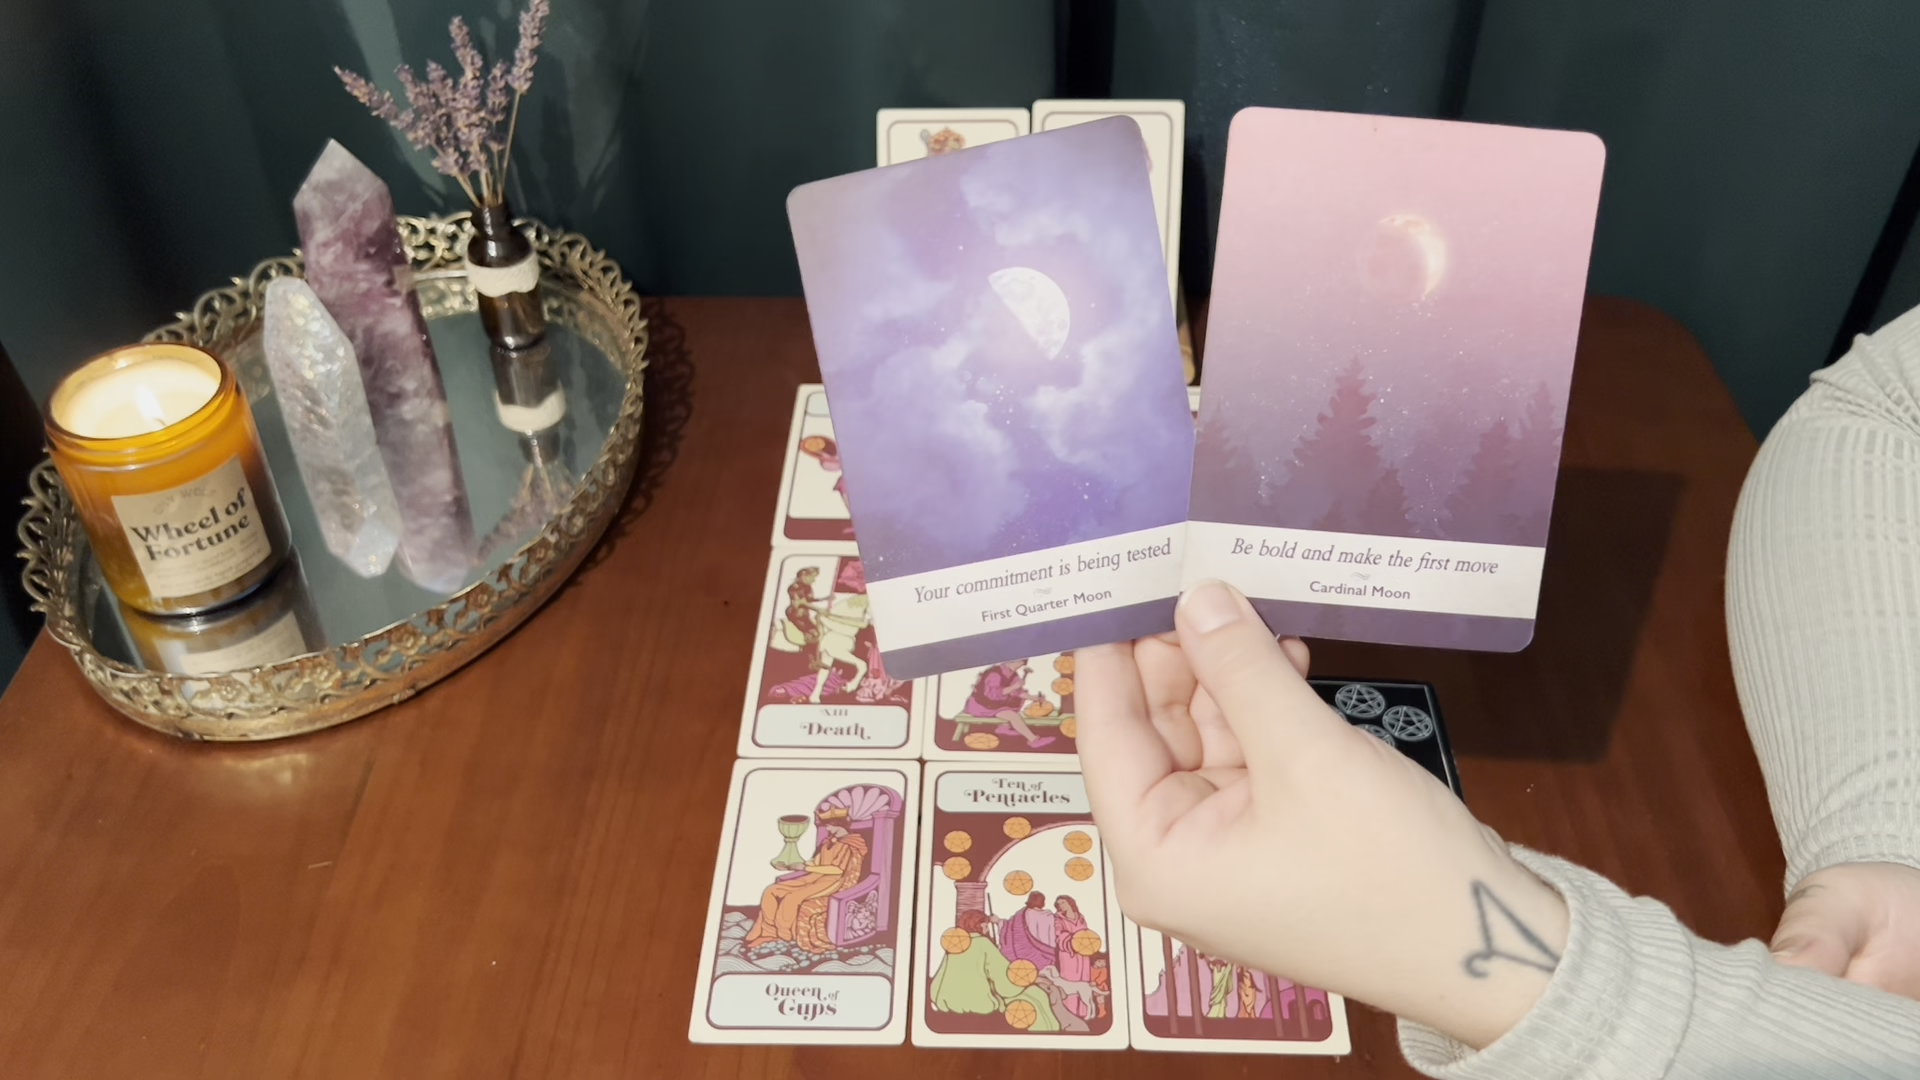 Wheel of
Fortune
Your commitment is being tested
First Quarter Moon
Be bold and make the first move
Cardinal Moon
XIII
Death
Ten of
Pentacles
Queen of
Cups